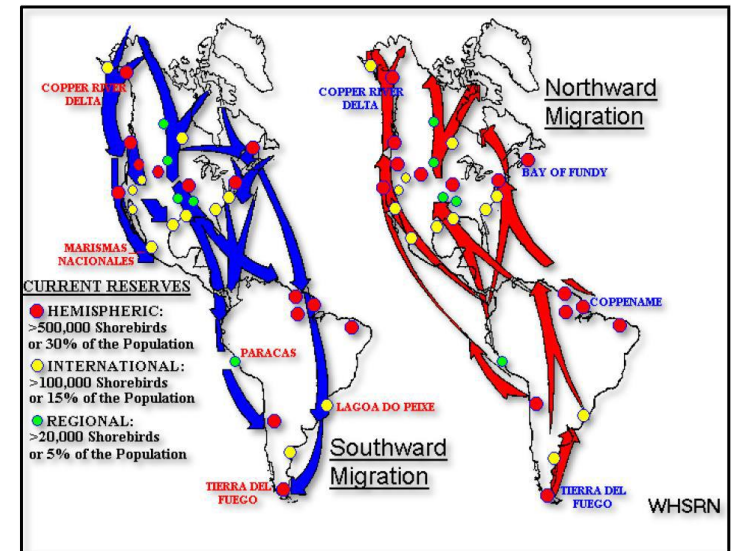 COPPER RIVER
DELTA
MARISMAS
NACIONALES
CURRENT RESERVES
HEMISPHERIC:
>500,000 Shorebirds
or 30% of the Population
INTERNATIONAL:
>100,000 Shorebirds
or 15% of the Population
REGIONAL:
>20,000 Shorebirds
or 5% of the Population
PARACAS
LAGOA DO PEIXE
TIERRA DEL
FUEGO
Southward
Migration
COPPER RIVER
DELTA
Northward
Migration
BAY OF FUNDY
COPPENAME
TIERRA DEL
FUEGO
WHSRN